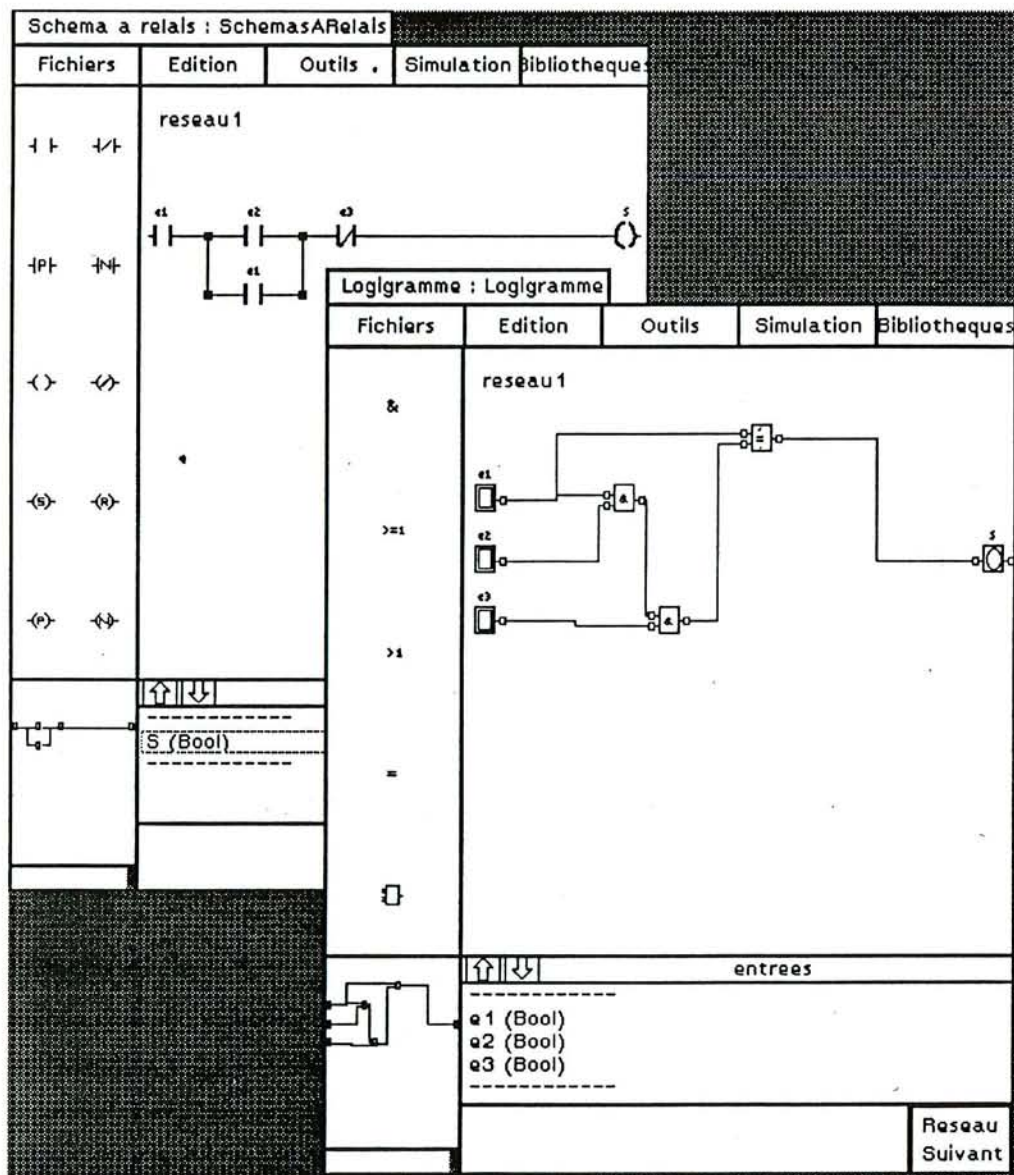 Schema a relais : SchemasARelais
Fichiers Edition Outils . Simulation Bibliotheques
reseau1
e1 e2 e3 S
e1
P N
(S) (R)
(P) (N)
S (Bool)
Logigramme : Logigramme
Fichiers Edition Outils Simulation Bibliotheques
reseau1
&
>=1
>1
=
e1
e2
e3
&
&
=
S
entrees
e1 (Bool)
e2 (Bool)
e3 (Bool)
Reseau
Suivant